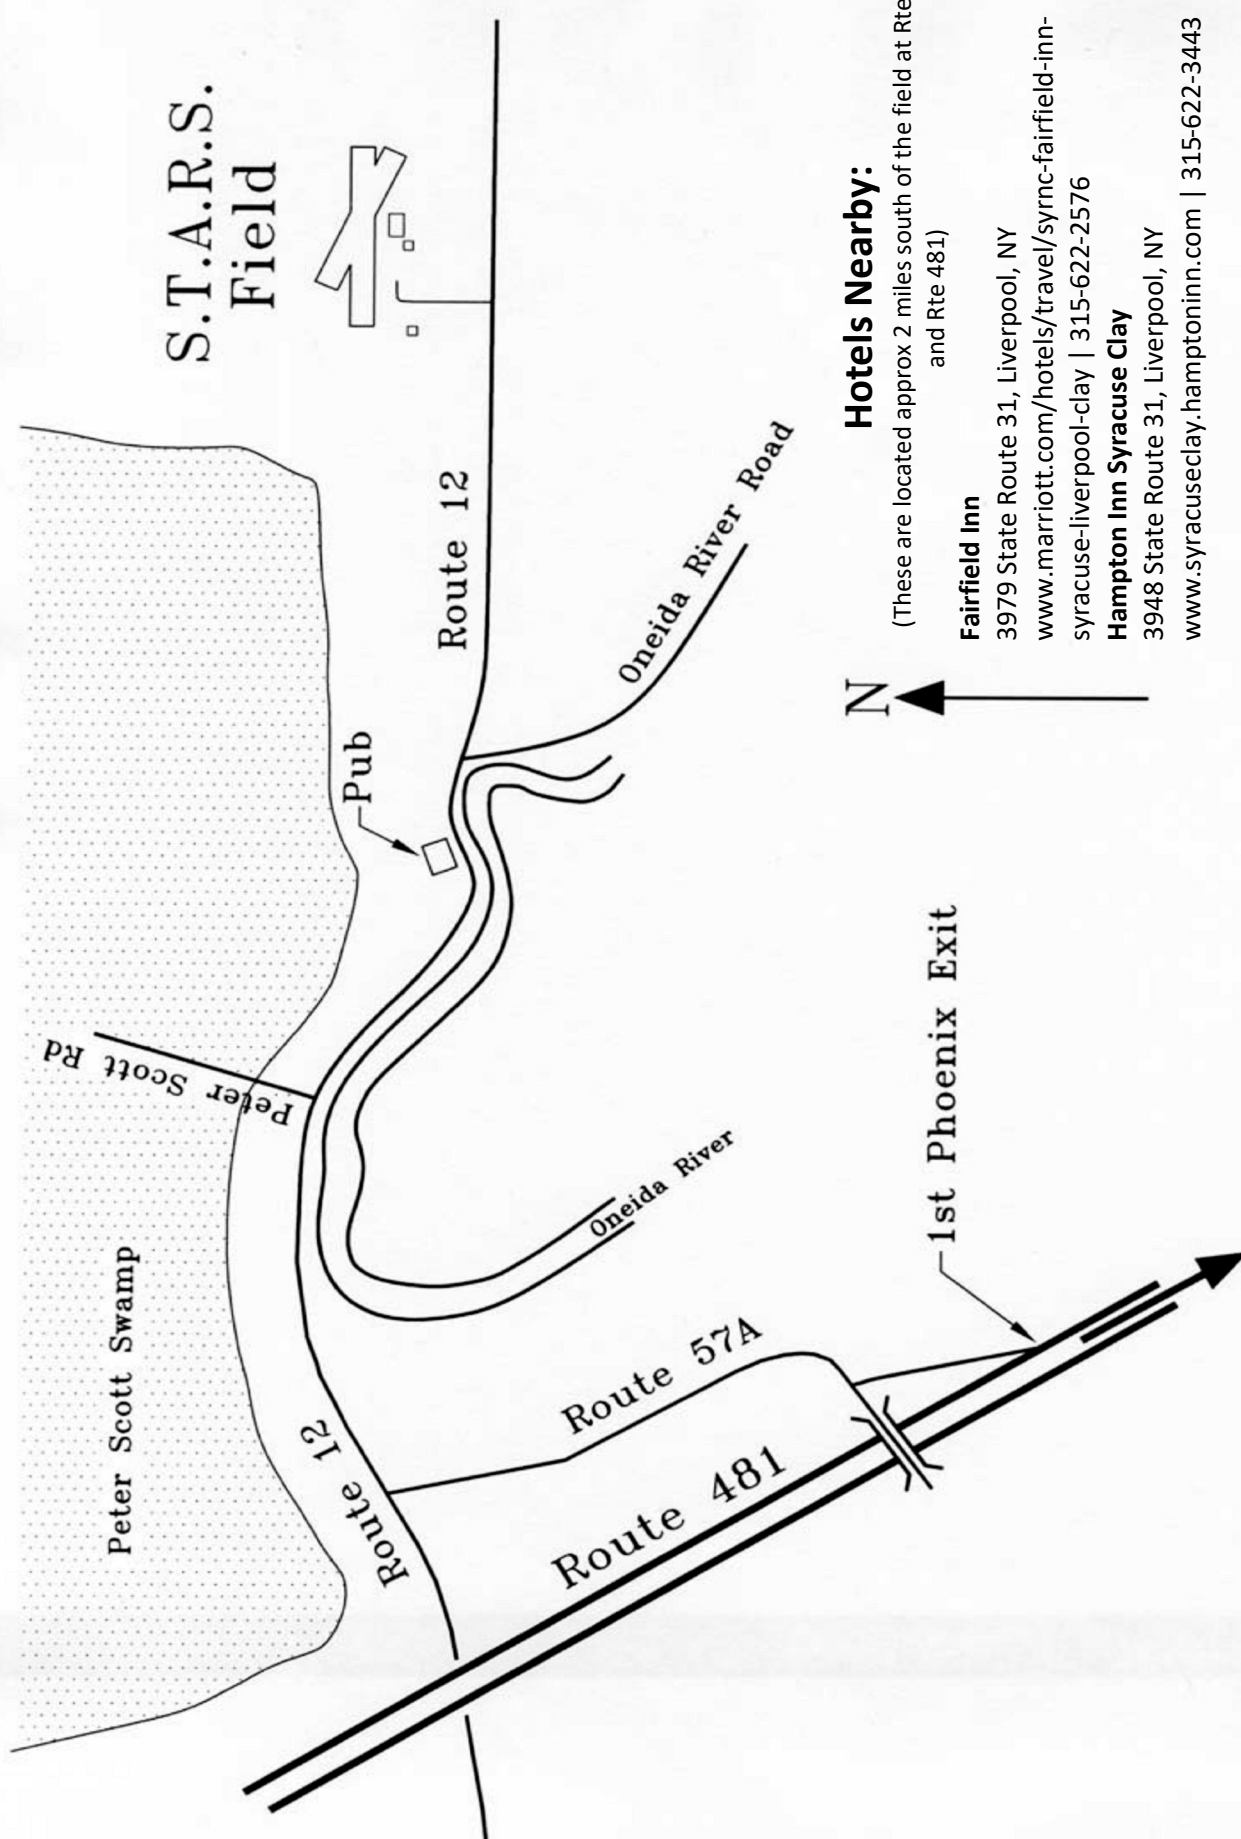 S.T.A.R.S.
Field
Peter Scott Swamp
Peter Scott Rd
Pub
Route 12
Route 12
Oneida River Road
Oneida River
Route 57A
Route 481
1st Phoenix Exit
N
Hotels Nearby:
(These are located approx 2 miles south of the field at Rte
and Rte 481)
Fairfield Inn
3979 State Route 31, Liverpool, NY
www.marriott.com/hotels/travel/syrnc-fairfield-inn-
syracuse-liverpool-clay | 315-622-2576
Hampton Inn Syracuse Clay
3948 State Route 31, Liverpool, NY
www.syracuseclay.hamptoninn.com | 315-622-3443